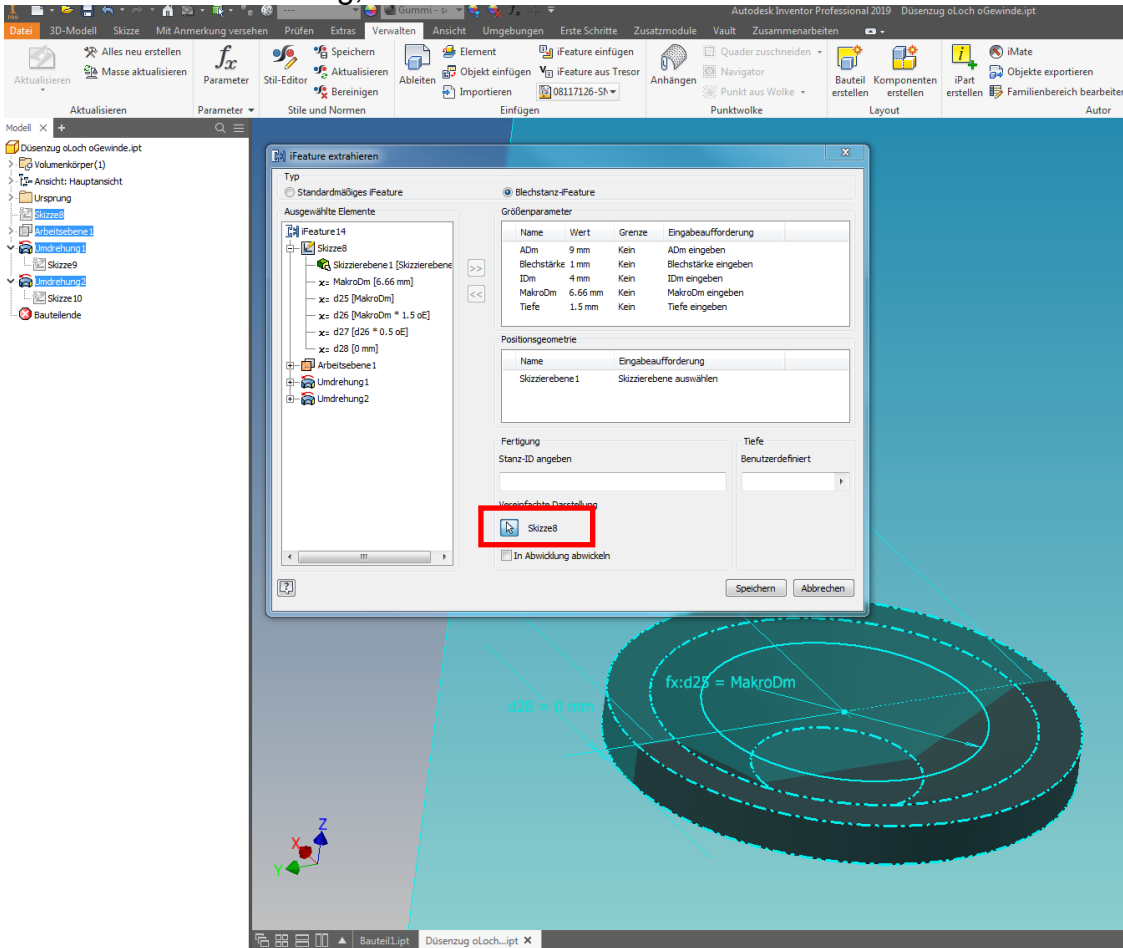 g,
--- Gummi - s
Autodesk Inventor Professional 2019 Düsenzug oLoch oGewinde.ipt
Datei 3D-Modell Skizze Mit Anmerkung versehen Prüfen Extras Verwalten Ansicht Umgebungen Erste Schritte Zusatzmodule Vault Zusammenarbeiten
Alles neu erstellen
Masse aktualisieren
Aktualisieren
Parameter
Stil-Editor
Speichern
Aktualisieren
Bereinigen
Ableiten
Element
Objekt einfügen
Importieren
iFeature einfügen
iFeature aus Tresor
08117126-SN
Anhängen
Quader zuschneiden
Navigator
Punkt aus Wolke
Bauteil erstellen
Komponenten erstellen
iPart erstellen
iMate
Objekte exportieren
Familienbereich bearbeiten
Aktualisieren Parameter Stile und Normen Einfügen Punktwolke Layout Autor
Modell X +
Düsenzug oLoch oGewinde.ipt
Volumenkörper(1)
Ansicht: Hauptansicht
Ursprung
Skizze8
Arbeitsebene1
Umdrehung1
Skizze9
Umdrehung2
Skizze10
Bauteilende
iFeature extrahieren
Typ
Standardmäßiges iFeature
Blechstanz-iFeature
Ausgewählte Elemente
iFeature14
Skizze8
Skizzierebene1 [Skizzierebene
x= MakroDm [6.66 mm]
x= d25 [MakroDm]
x= d26 [MakroDm * 1.5 oE]
x= d27 [d26 * 0.5 oE]
x= d28 [0 mm]
Arbeitsebene1
Umdrehung1
Umdrehung2
>>
<<
Größenparameter
Name Wert Grenze Eingabeaufforderung
ADm 9 mm Kein ADm eingeben
Blechstärke 1 mm Kein Blechstärke eingeben
IDm 4 mm Kein IDm eingeben
MakroDm 6.66 mm Kein MakroDm eingeben
Tiefe 1.5 mm Kein Tiefe eingeben
Positionsgeometrie
Name Eingabeaufforderung
Skizzierebene1 Skizzierebene auswählen
Fertigung
Stanz-ID angeben
Tiefe
Benutzerdefiniert
Vereinfachte Darstellung
Skizze8
In Abwicklung abwickeln
Speichern Abbrechen
fx:d25 = MakroDm
d28 = 0 mm
Z
X
Y
Bauteil1.ipt Düsenzug oLoch...ipt X